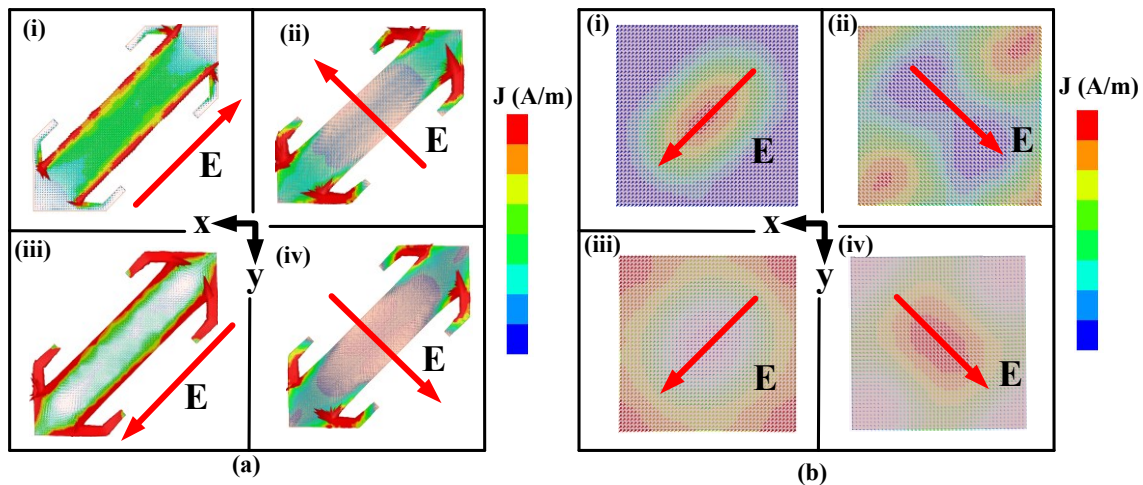 (i)
E
(ii)
E
J (A/m)
x
y
(iii)
E
(iv)
E
(a)
(i)
E
(ii)
E
J (A/m)
x
y
(iii)
E
(iv)
E
(b)